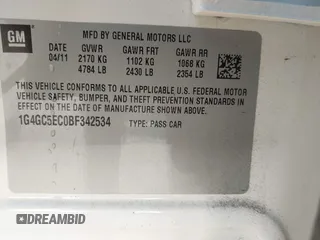 GM
MFD BY GENERAL MOTORS LLC
DATE GVWR GAWR FRT GAWR RR
04/11 2170 KG 1102 KG 1068 KG
4784 LB 2430 LB 2354 LB
THIS VEHICLE CONFORMS TO ALL APPLICABLE U.S. FEDERAL MOTOR
VEHICLE SAFETY, BUMPER, AND THEFT PREVENTION STANDARDS IN
EFFECT ON THE DATE OF MANUFACTURE SHOWN ABOVE.
1G4GC5EC0BF342534 TYPE: PASS CAR
GREENBIDFAX